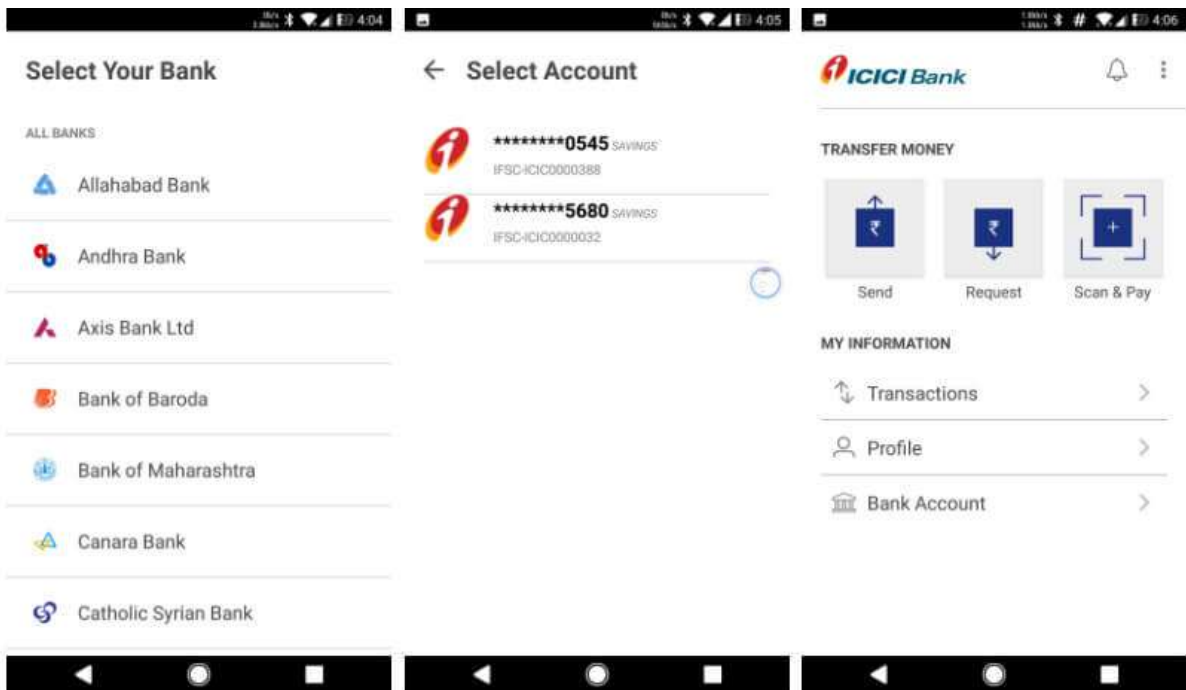 4:04
Select Your Bank
ALL BANKS
Allahabad Bank
Andhra Bank
Axis Bank Ltd
Bank of Baroda
Bank of Maharashtra
Canara Bank
Catholic Syrian Bank
4:05
Select Account
********0545 SAVINGS
IFSC-ICIC0000388
********5680 SAVINGS
IFSC-ICIC0000032
4:06
ICICI Bank
TRANSFER MONEY
Send
Request
Scan & Pay
MY INFORMATION
Transactions
Profile
Bank Account